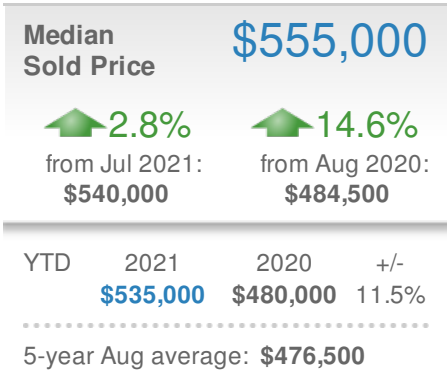 Median
Sold Price
$555,000
2.8% 14.6%
from Jul 2021: from Aug 2020:
$540,000 $484,500
YTD 2021 2020 +/-
$535,000 $480,000 11.5%
5-year Aug average: $476,500